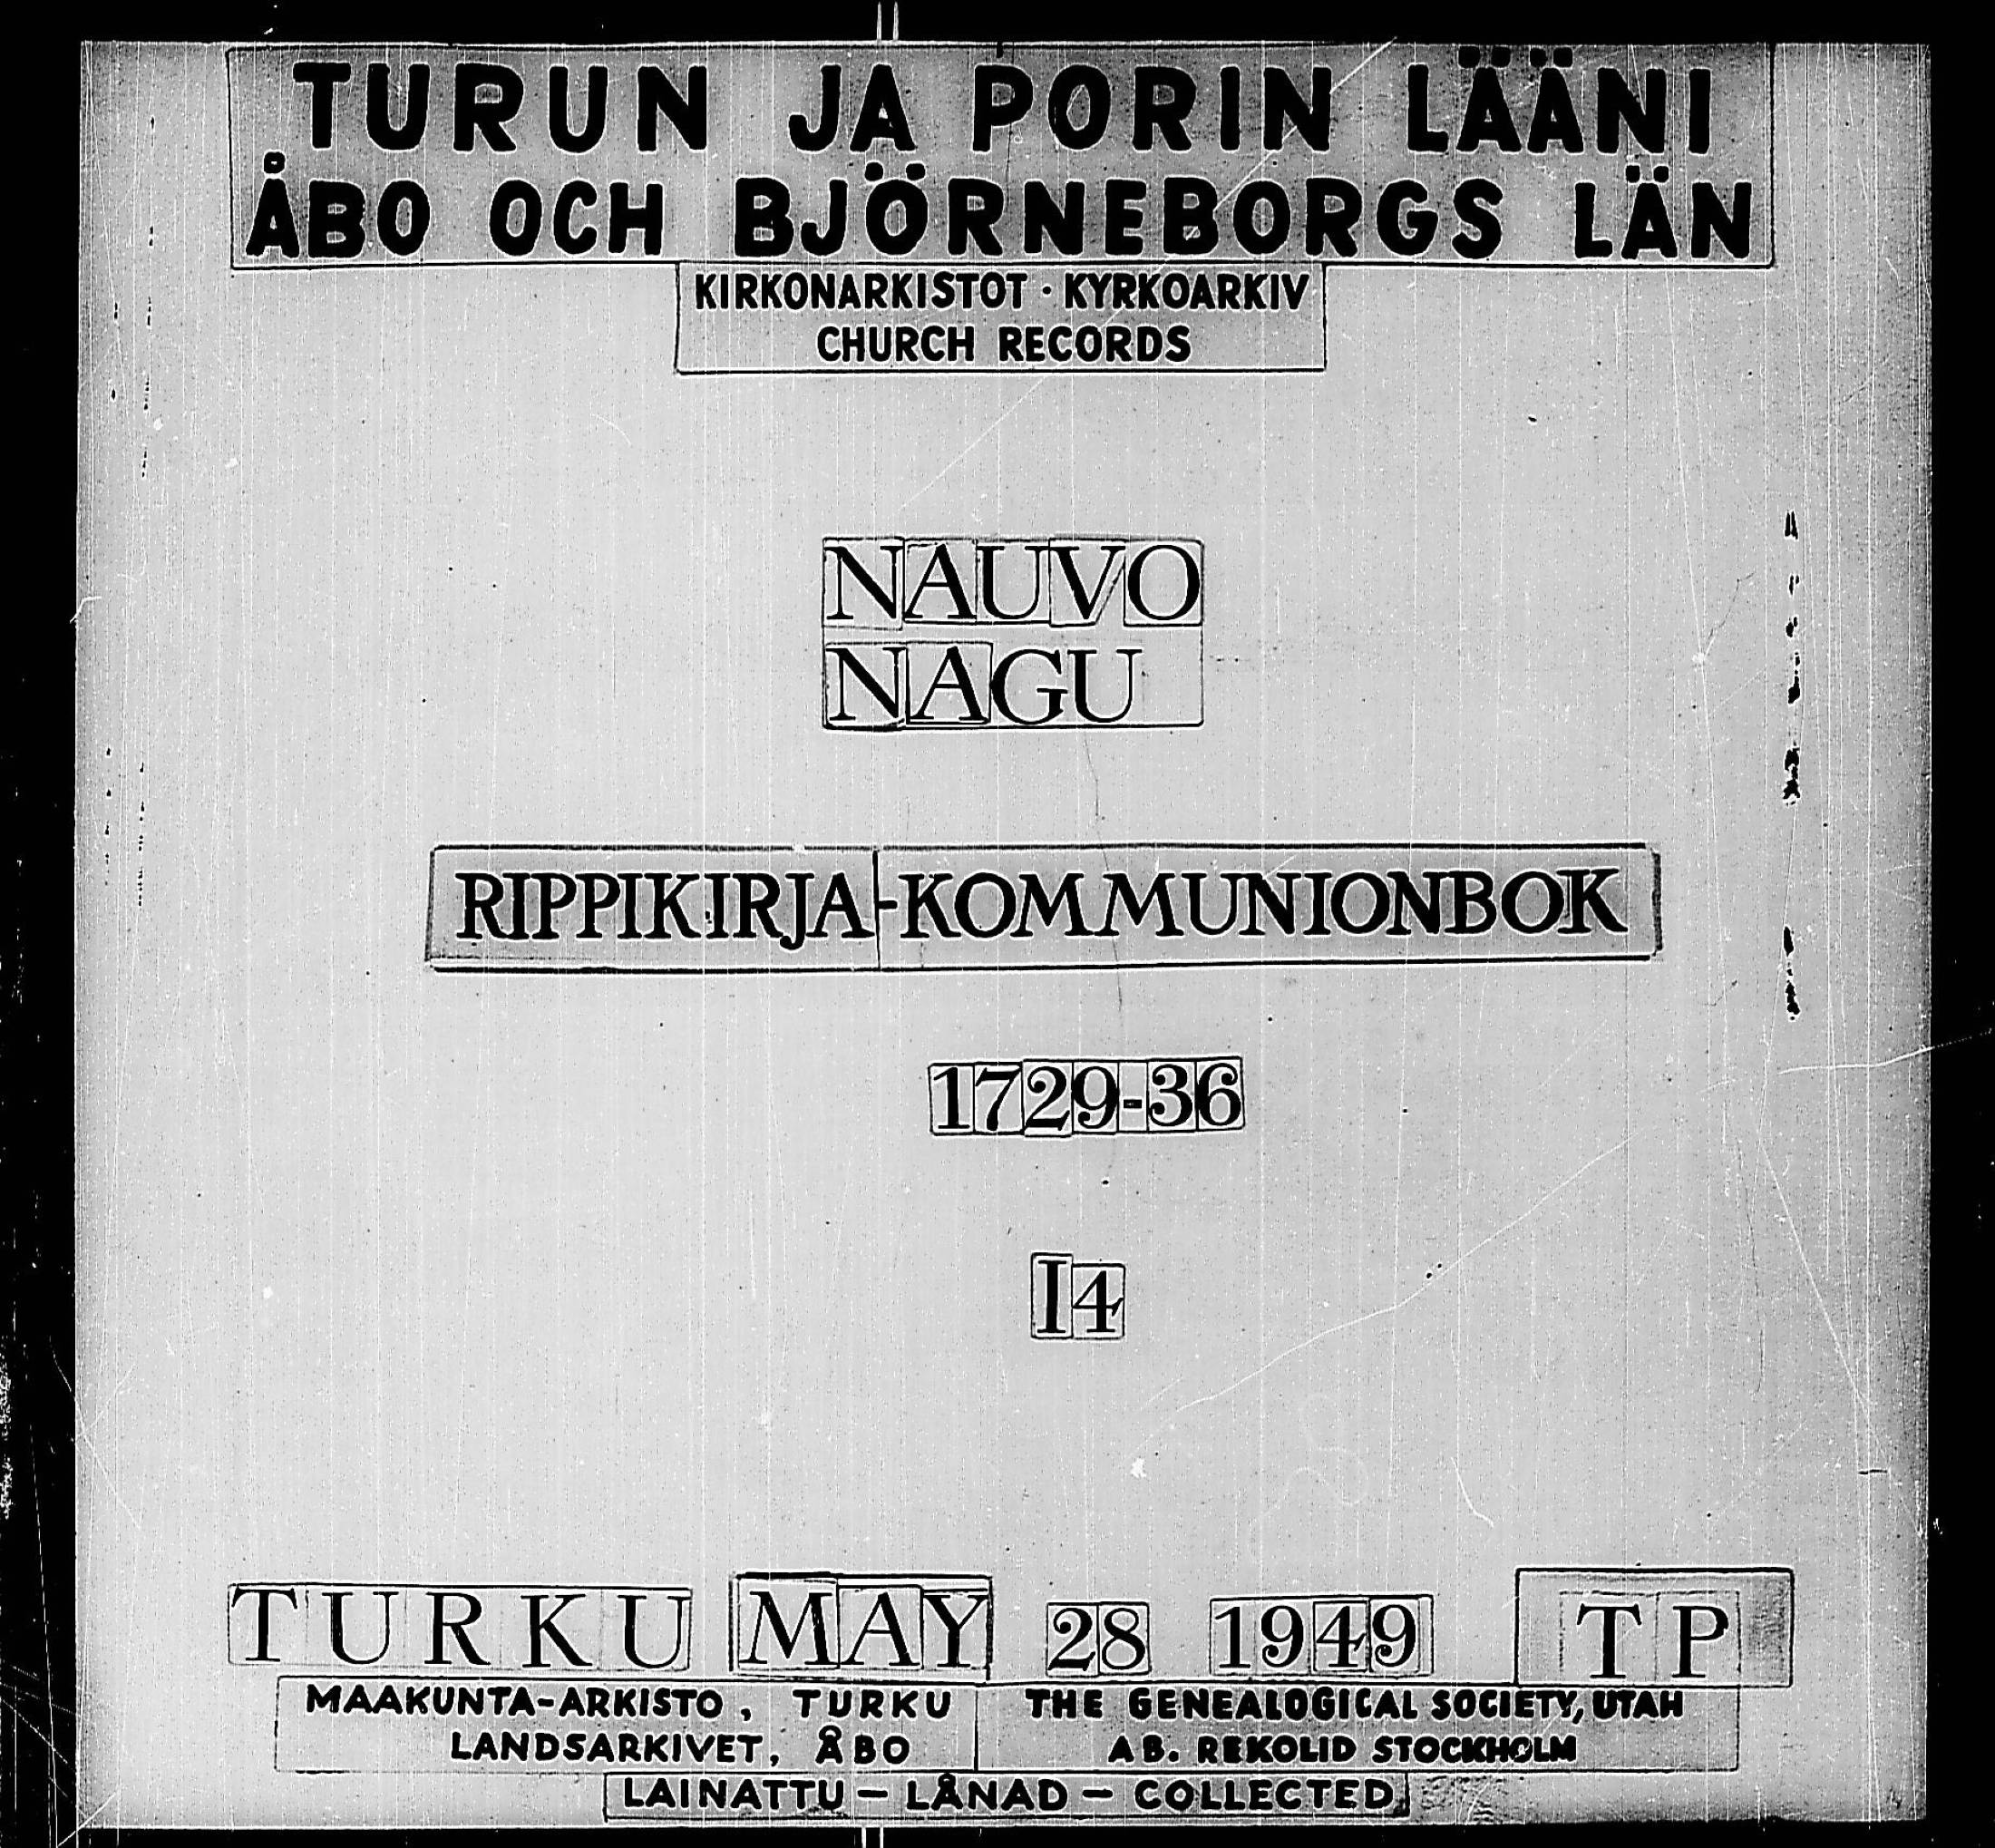 TURUN JA PORIN LÄÄNI
ÅBO OCH BJÖRNEBORGS LÄN
KIRKONARKISTOT · KYRKOARKIV
CHURCH RECORDS
NAUVO
NAGU
RIPPIKIRJA-KOMMUNIONBOK
1729-36
I4
TURKU MAY 28 1949 TP
MAAKUNTA-ARKISTO, TURKU
LANDSARKIVET, ÅBO
THE GENEALOGICAL SOCIETY, UTAH
AB. REKOLID STOCKHOLM
LAINATTU - LÅNAD - COLLECTED